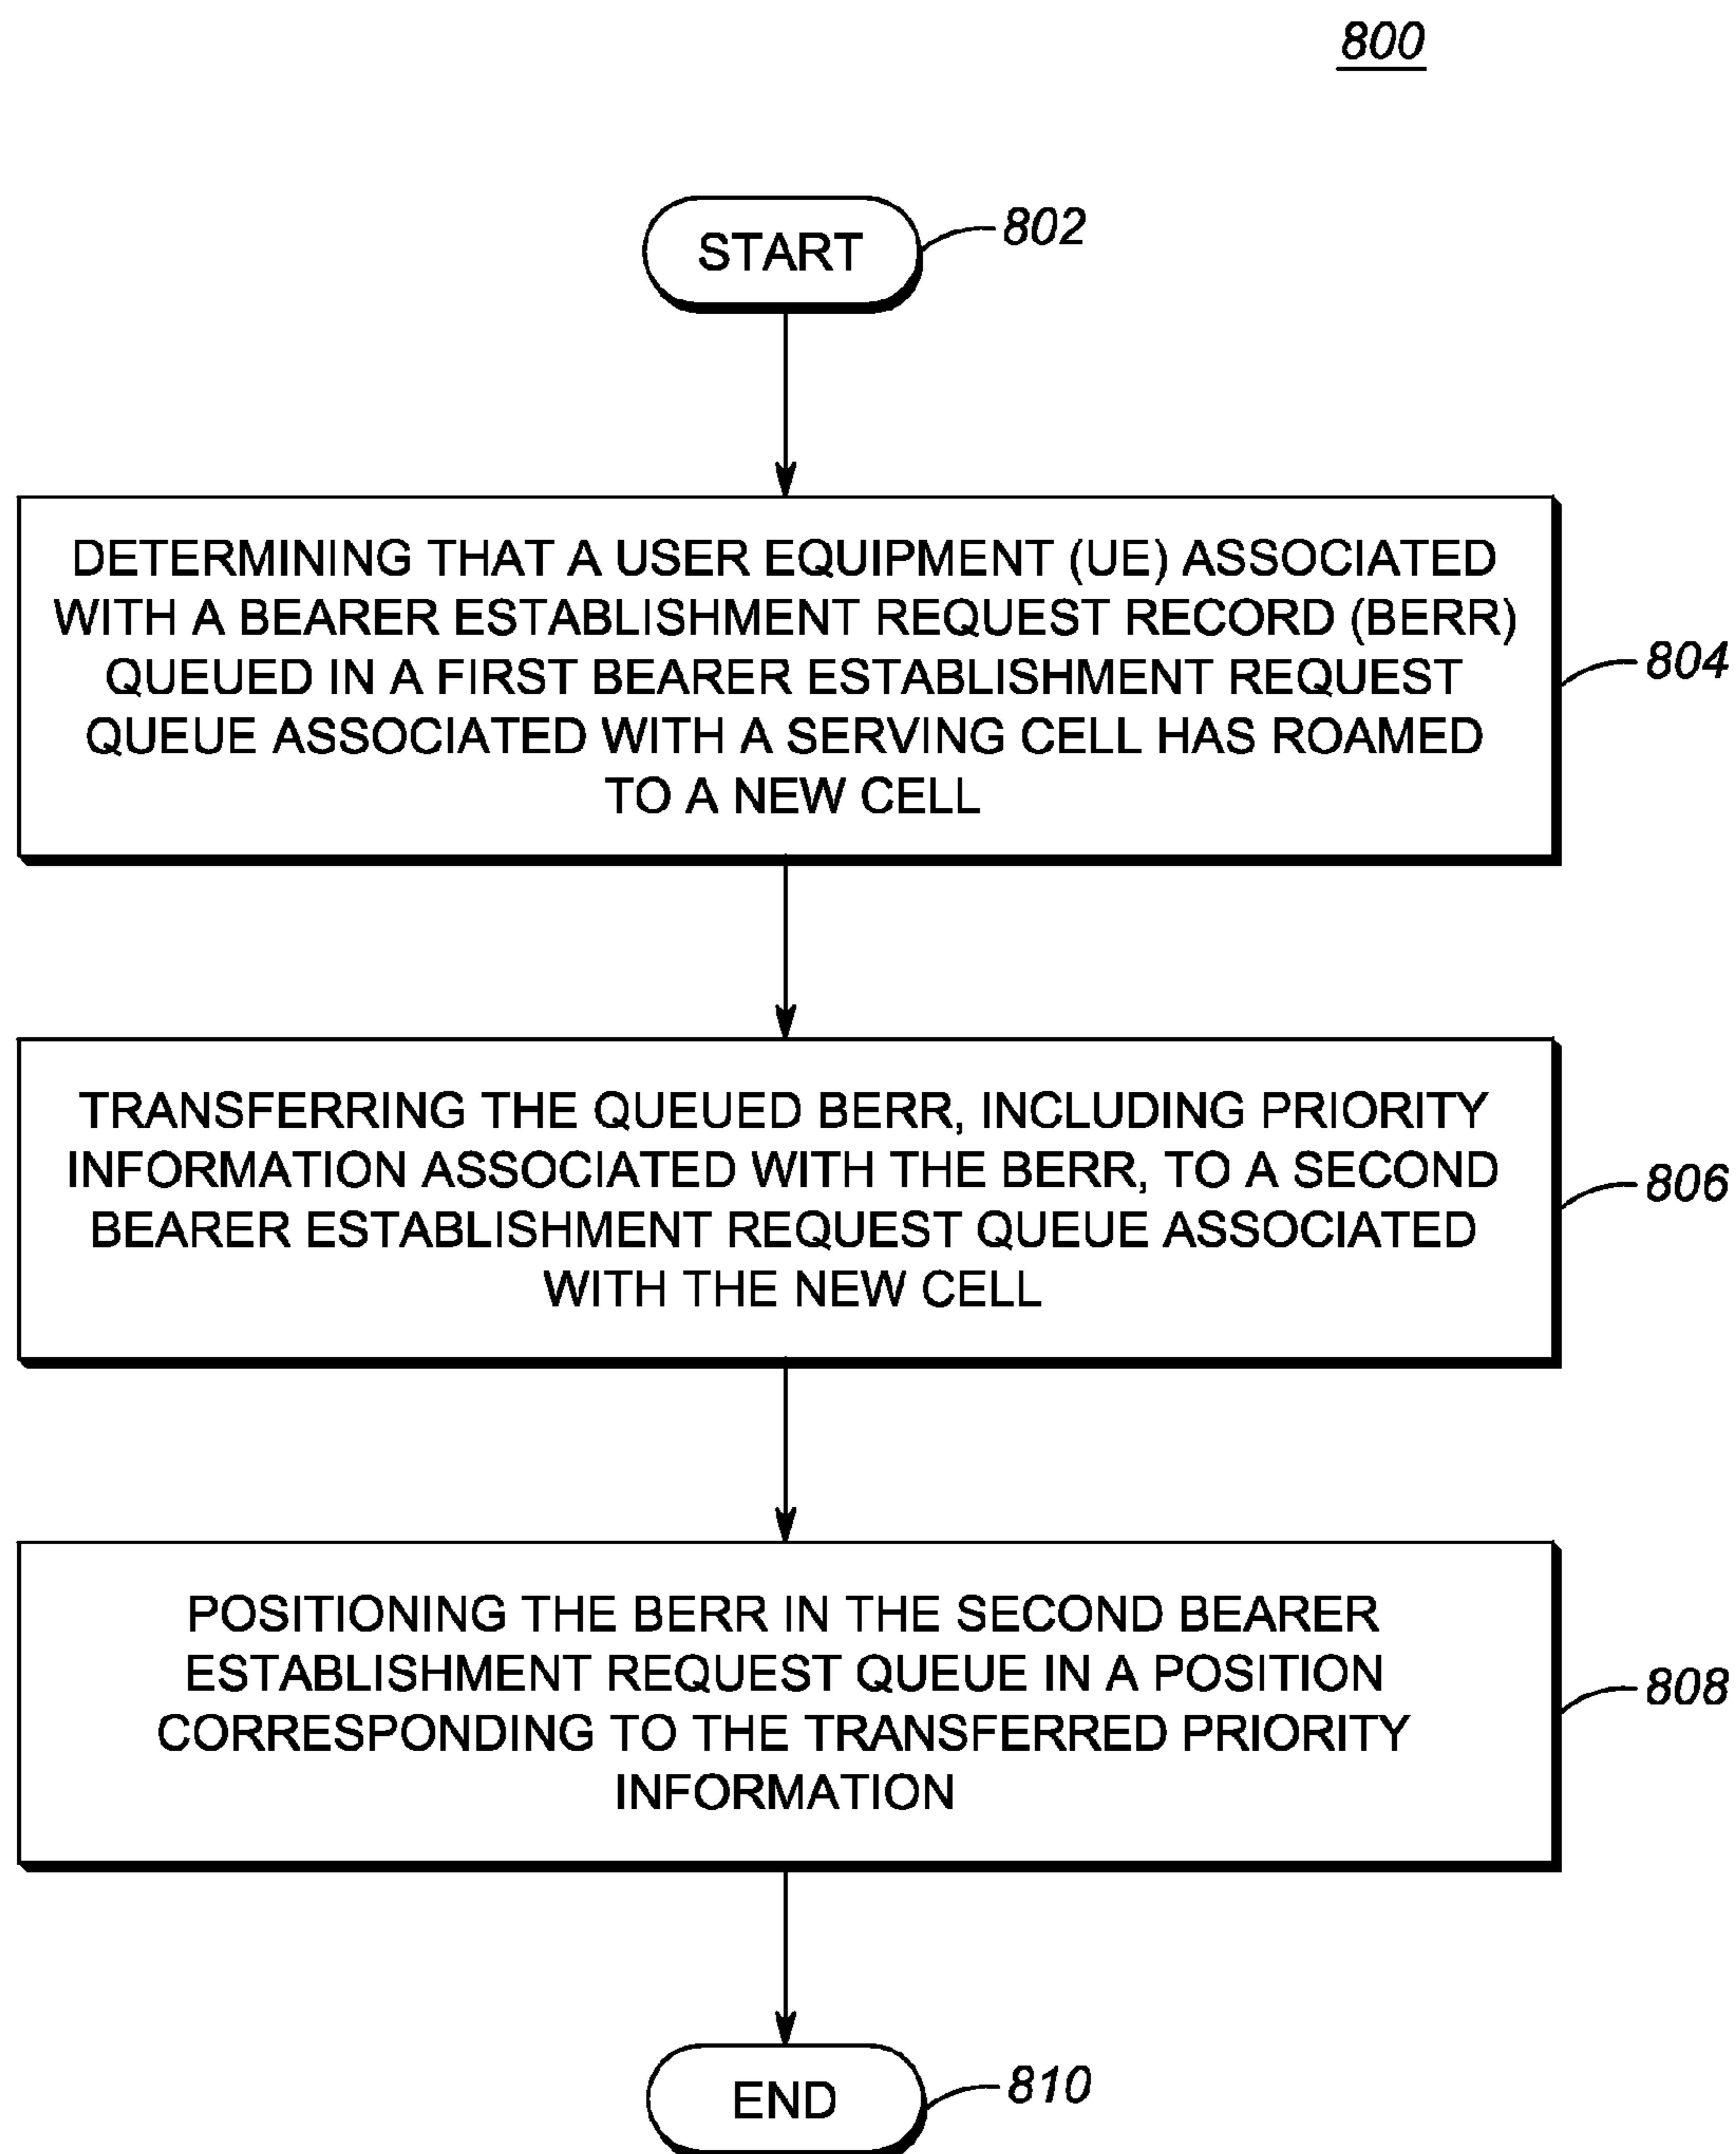 800
START
802
DETERMINING THAT A USER EQUIPMENT (UE) ASSOCIATED
WITH A BEARER ESTABLISHMENT REQUEST RECORD (BERR)
QUEUED IN A FIRST BEARER ESTABLISHMENT REQUEST
QUEUE ASSOCIATED WITH A SERVING CELL HAS ROAMED
TO A NEW CELL
804
TRANSFERRING THE QUEUED BERR, INCLUDING PRIORITY
INFORMATION ASSOCIATED WITH THE BERR, TO A SECOND
BEARER ESTABLISHMENT REQUEST QUEUE ASSOCIATED
WITH THE NEW CELL
806
POSITIONING THE BERR IN THE SECOND BEARER
ESTABLISHMENT REQUEST QUEUE IN A POSITION
CORRESPONDING TO THE TRANSFERRED PRIORITY
INFORMATION
808
END
810